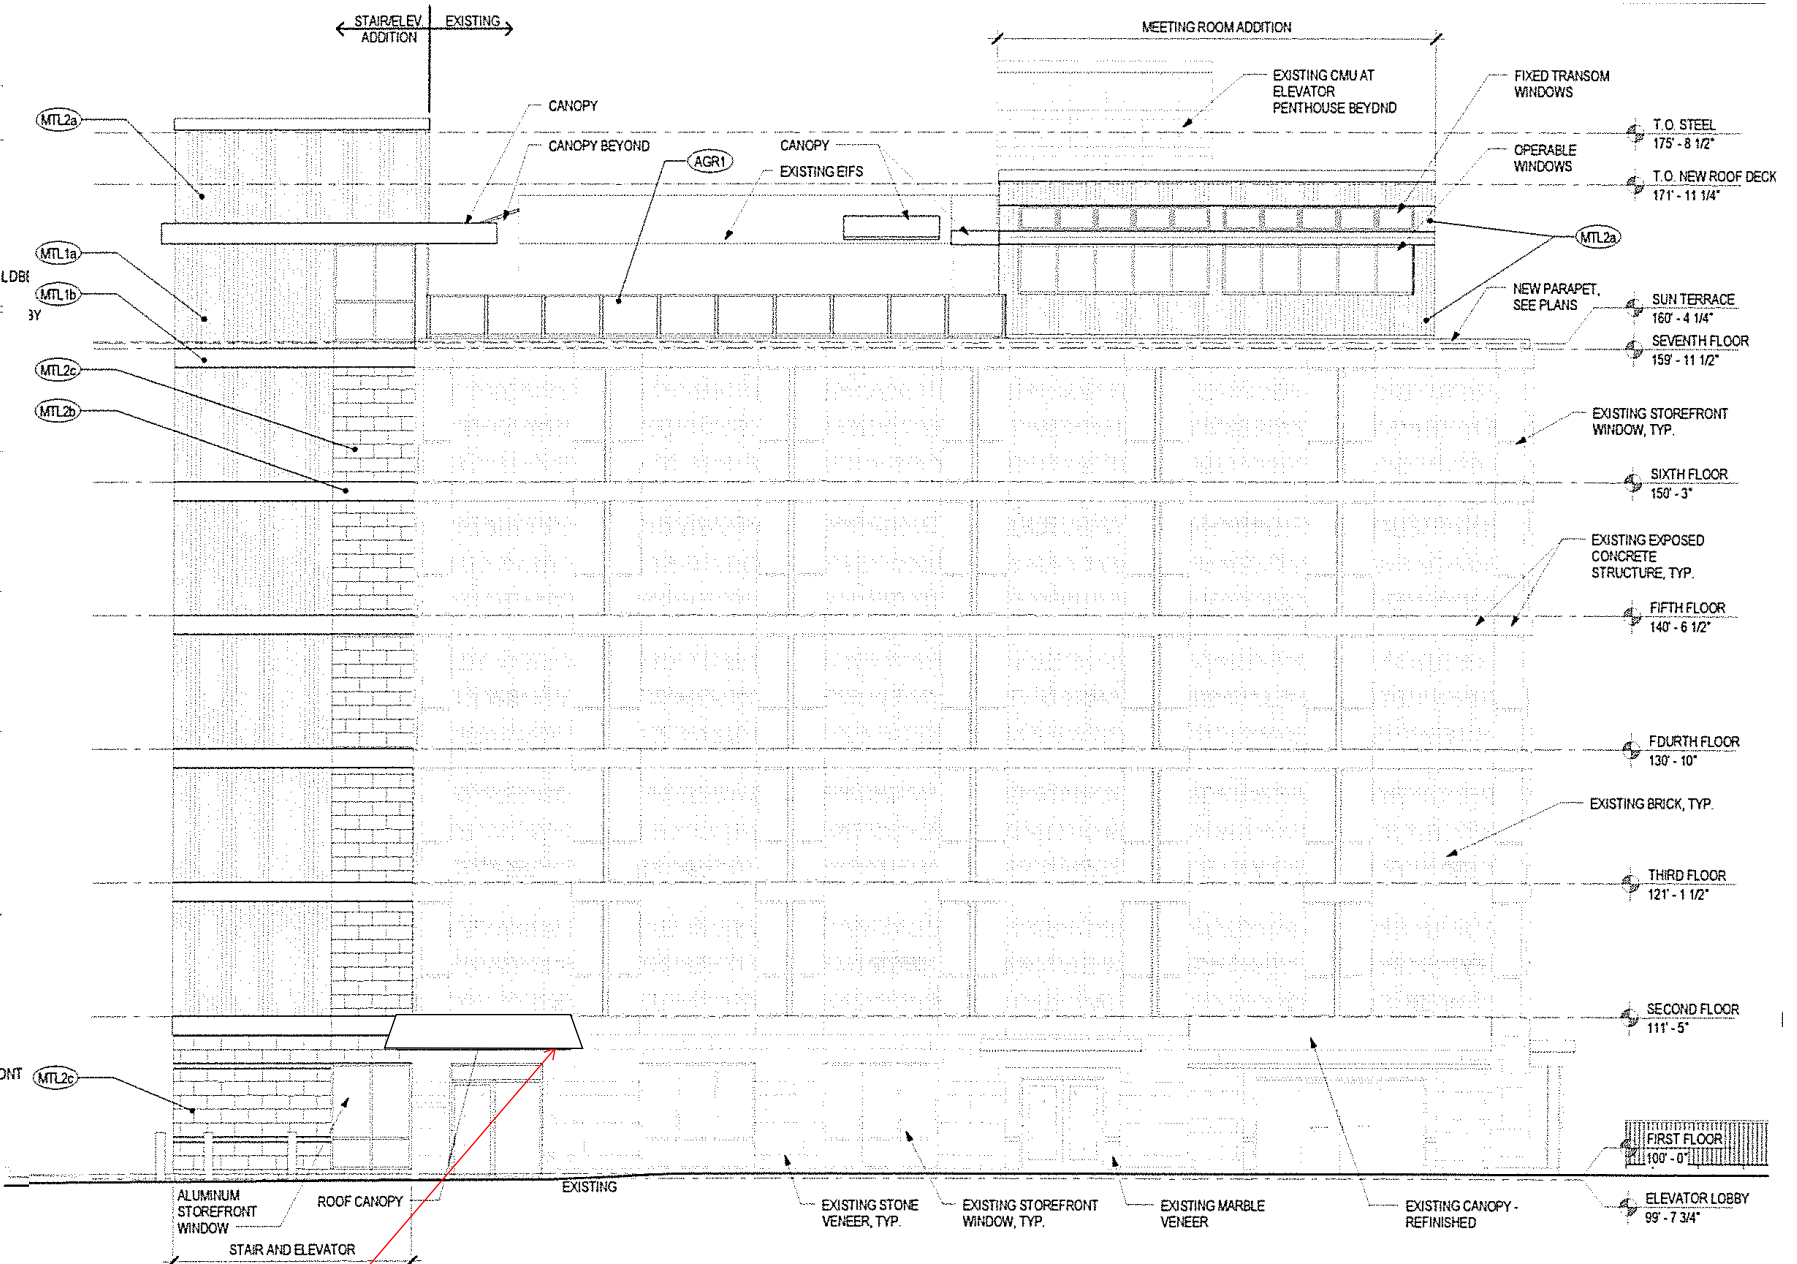 STAIR/ELEV.
ADDITION
EXISTING
MEETING ROOM ADDITION
MTL2a
CANOPY
CANOPY BEYOND
AGR1
CANOPY
EXISTING EIFS
EXISTING CMU AT
ELEVATOR
PENTHOUSE BEYDND
FIXED TRANSOM
WINDOWS
T.O. STEEL
175' - 8 1/2"
OPERABLE
WINDOWS
T.O. NEW ROOF DECK
171' - 11 1/4"
MTL2a
MTL1a
LDBI
MTL1b
BY
NEW PARAPET,
SEE PLANS
SUN TERRACE
160' - 4 1/4"
SEVENTH FLOOR
159' - 11 1/2"
MTL2c
MTL2b
EXISTING STOREFRONT
WINDOW, TYP.
SIXTH FLOOR
150' - 3"
EXISTING EXPOSED
CONCRETE
STRUCTURE, TYP.
FIFTH FLOOR
140' - 6 1/2"
FDURTH FLOOR
130' - 10"
EXISTING BRICK, TYP.
THIRD FLOOR
121' - 1 1/2"
SECOND FLOOR
111' - 5"
ONT
MTL2c
FIRST FLOOR
100' - 0"
ALUMINUM
STOREFRONT
WINDOW
ROOF CANOPY
EXISTING
EXISTING STONE
VENEER, TYP.
EXISTING STOREFRONT
WINDOW, TYP.
EXISTING MARBLE
VENEER
EXISTING CANOPY -
REFINISHED
ELEVATOR LOBBY
99' - 7 3/4"
STAIR AND ELEVATOR